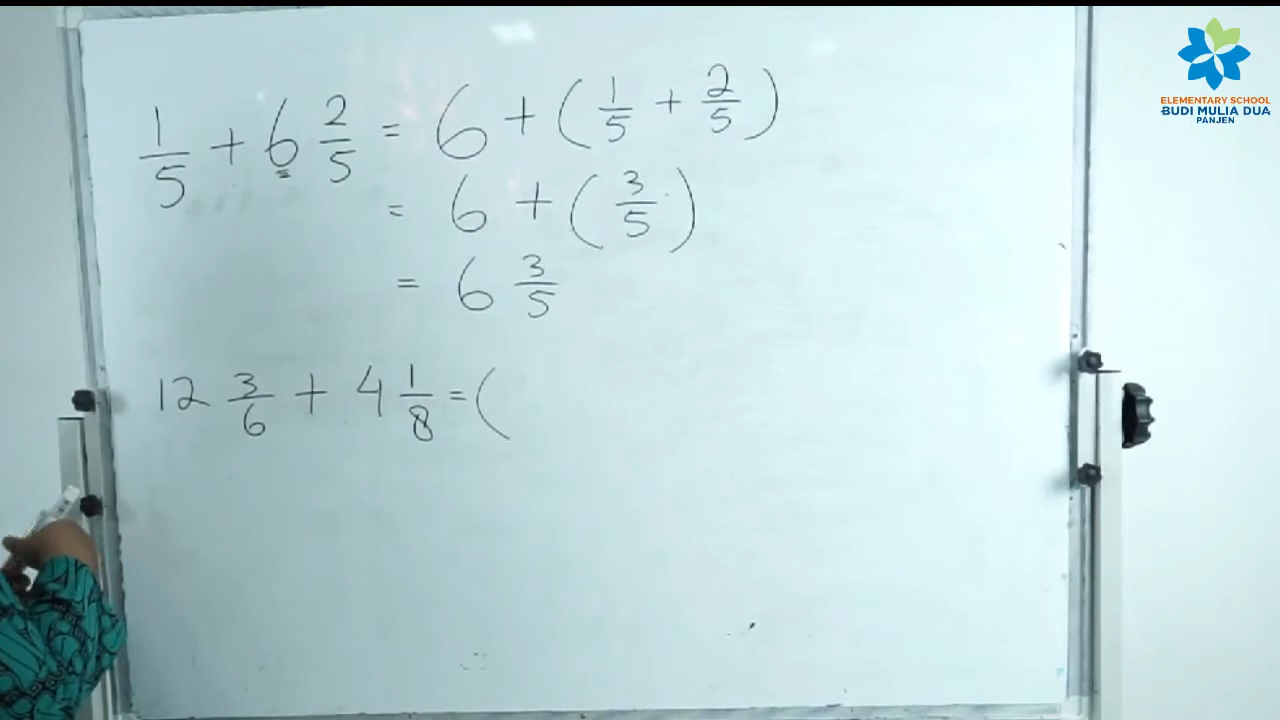 1/5 + 6 2/5 = 6 + (1/5 + 2/5)
= 6 + (3/5)
= 6 3/5
12 3/6 + 4 1/8 = (
ELEMENTARY SCHOOL
BUDI MULIA DUA
PANJEN